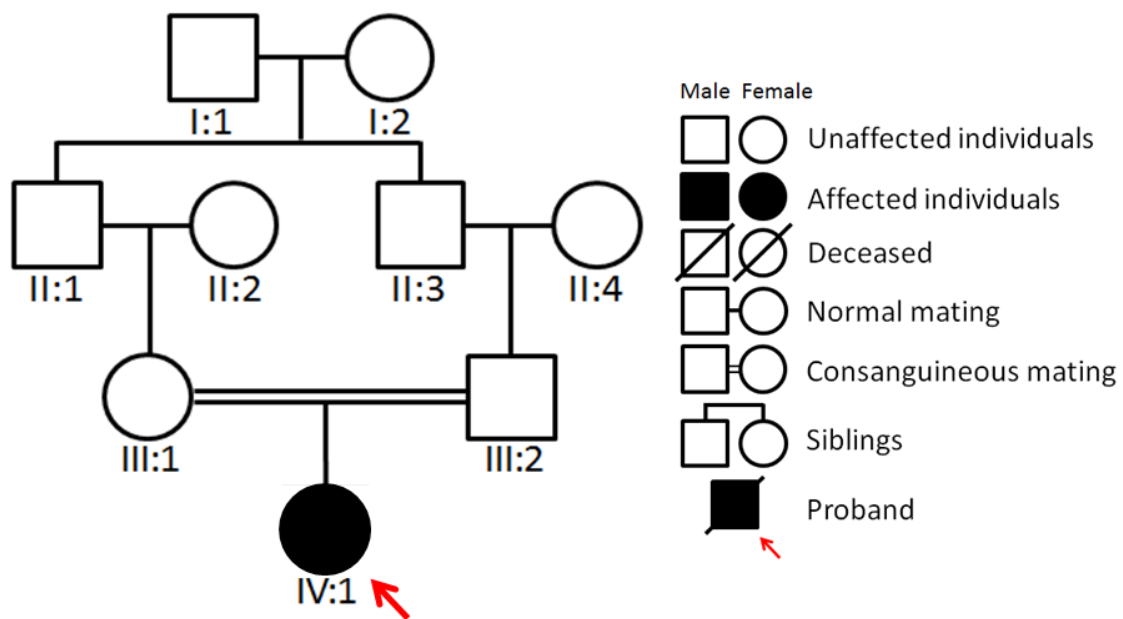 I:1 I:2
II:1 II:2 II:3 II:4
III:1 III:2
IV:1
Male Female
Unaffected individuals
Affected individuals
Deceased
Normal mating
Consanguineous mating
Siblings
Proband